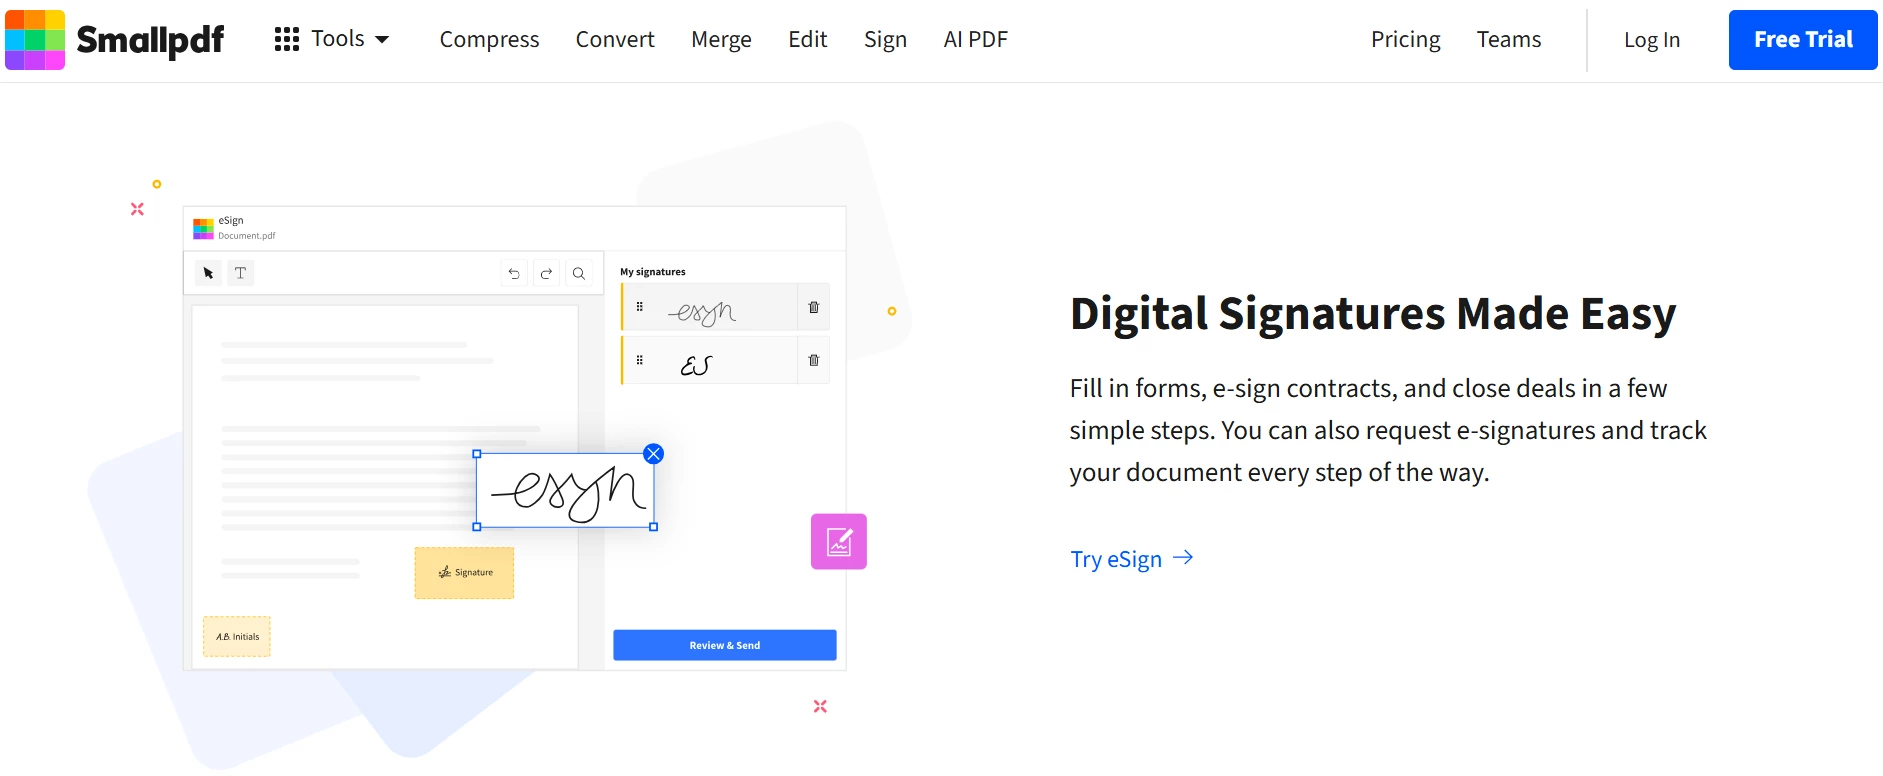 Smallpdf
Tools
Compress
Convert
Merge
Edit
Sign
AI PDF
Pricing
Teams
Log In
Free Trial
eSign
Document.pdf
T
My signatures
esign
ES
esign
Signature
A.B. Initials
Review & Send
Digital Signatures Made Easy
Fill in forms, e-sign contracts, and close deals in a few
simple steps. You can also request e-signatures and track
your document every step of the way.
Try eSign